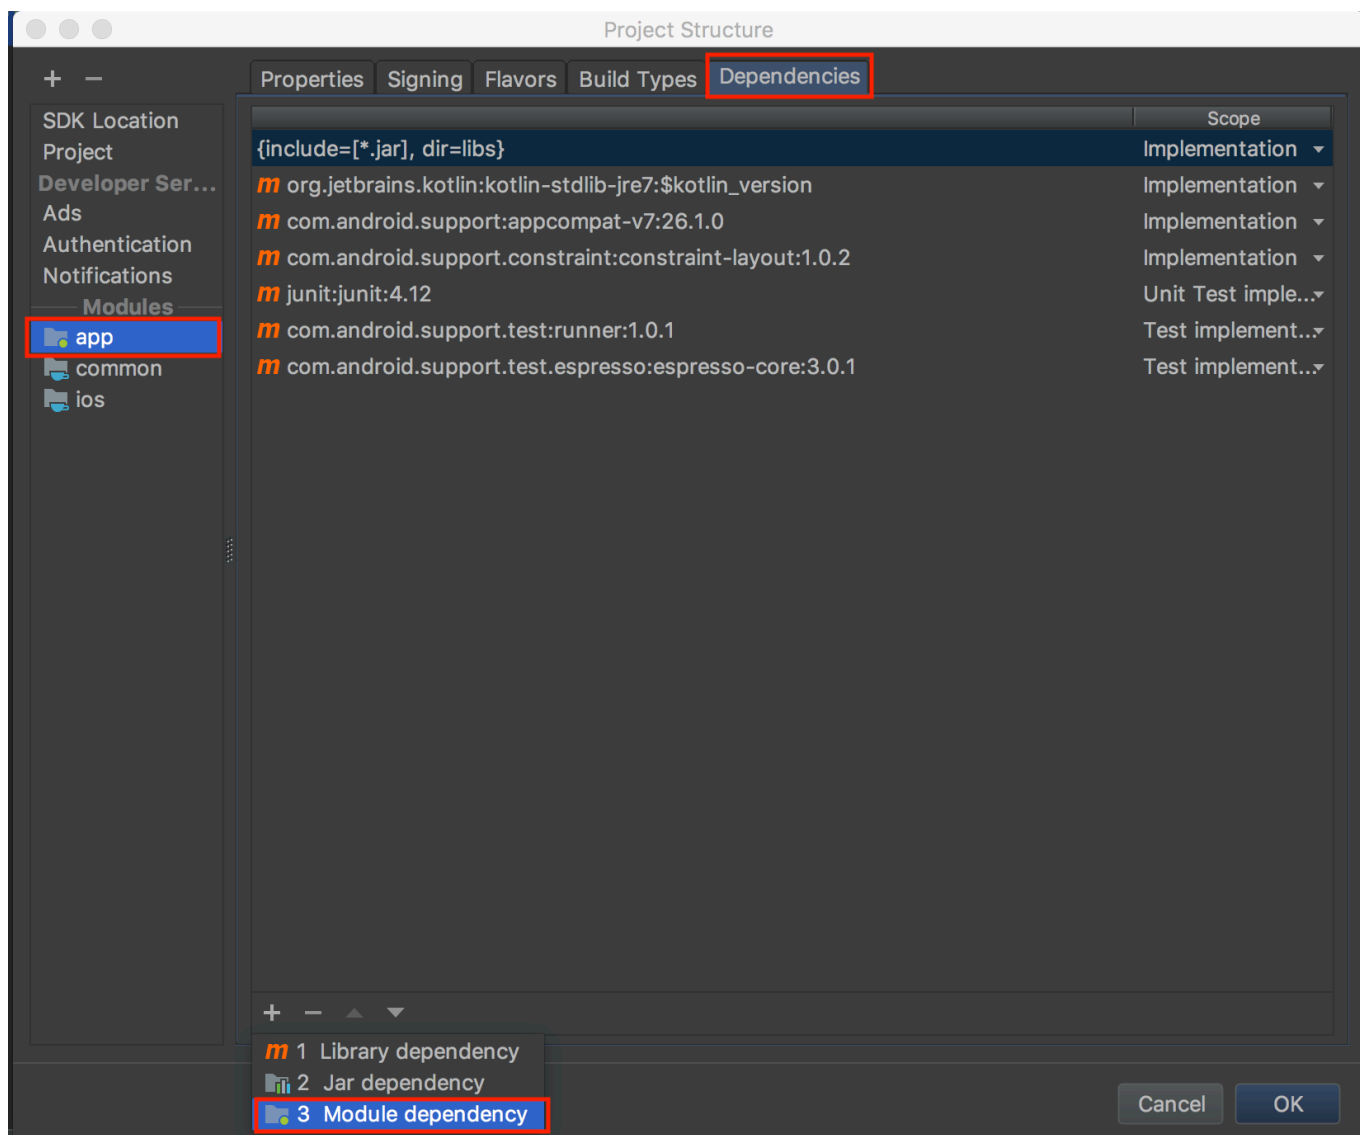 Project Structure
+ −
SDK Location
Project
Developer Ser...
Ads
Authentication
Notifications
Modules
app
common
ios
Properties Signing Flavors Build Types Dependencies
Scope
{include=[*.jar], dir=libs} Implementation
m org.jetbrains.kotlin:kotlin-stdlib-jre7:$kotlin_version Implementation
m com.android.support:appcompat-v7:26.1.0 Implementation
m com.android.support.constraint:constraint-layout:1.0.2 Implementation
m junit:junit:4.12 Unit Test imple...
m com.android.support.test:runner:1.0.1 Test implement...
m com.android.support.test.espresso:espresso-core:3.0.1 Test implement...
+ −
m 1 Library dependency
2 Jar dependency
3 Module dependency
Cancel OK